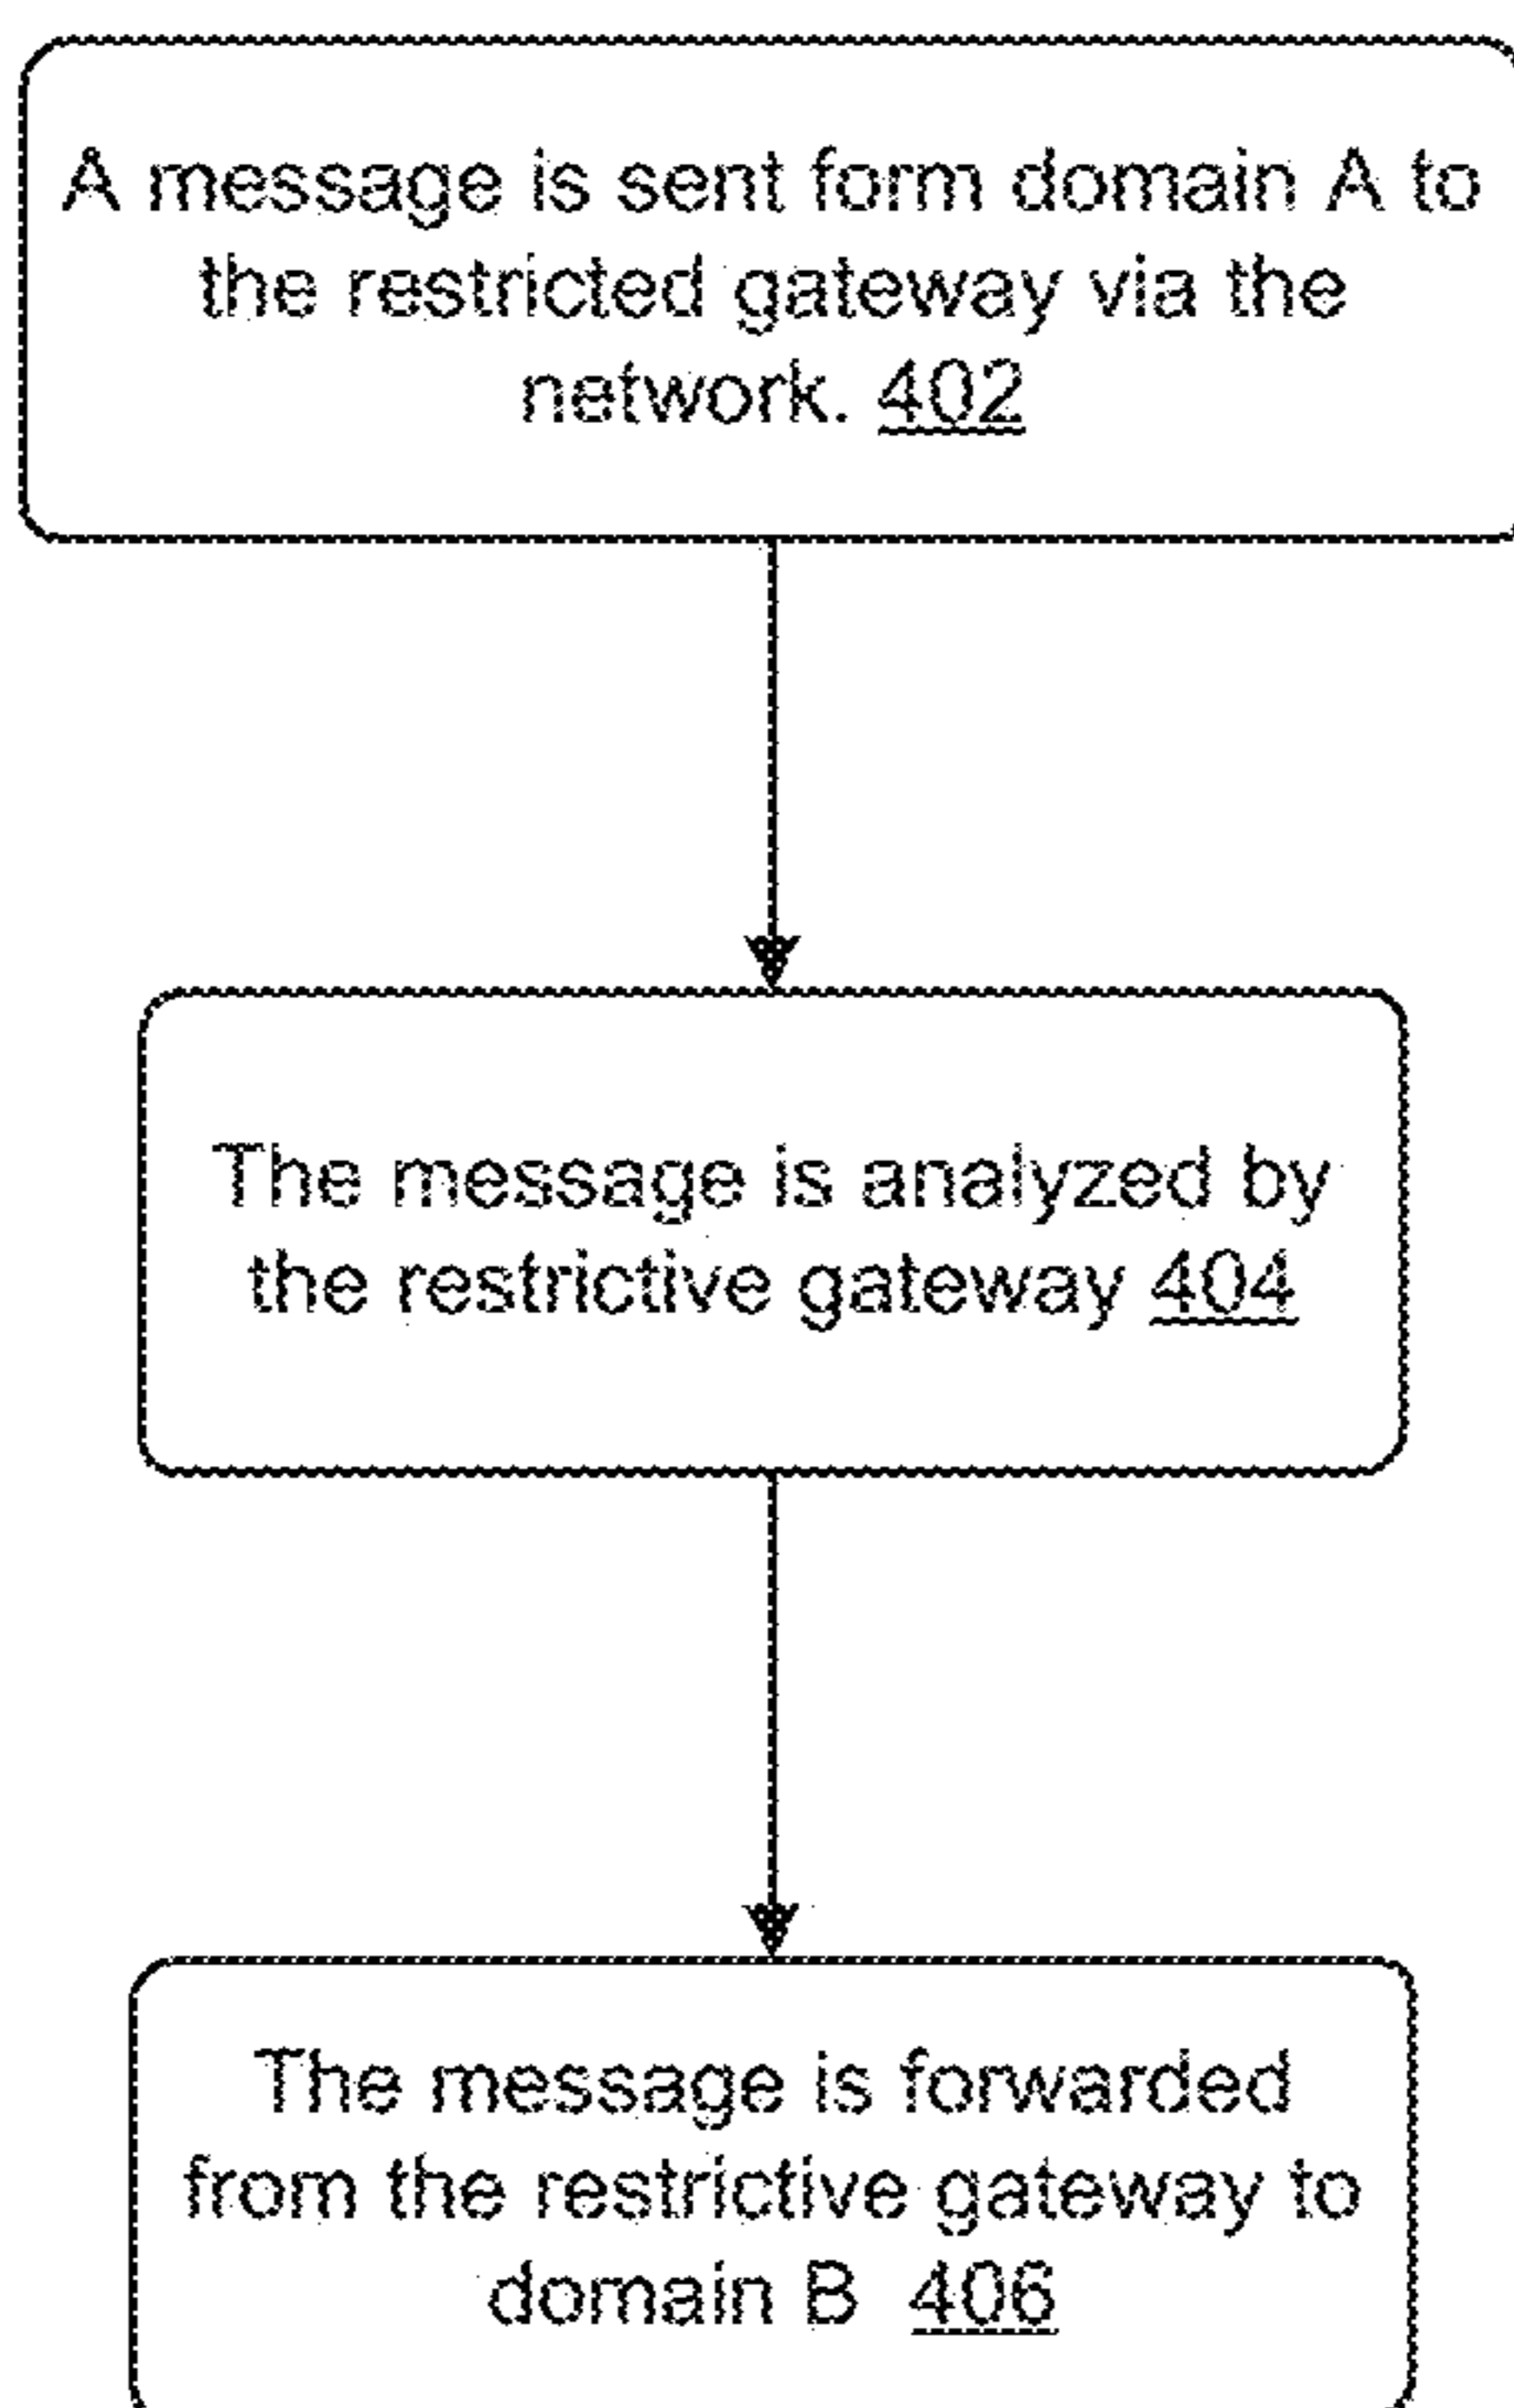 A message is sent form domain A to
the restricted gateway via the
network. 402
The message is analyzed by
the restrictive gateway 404
The message is forwarded
from the restrictive gateway to
domain B 406